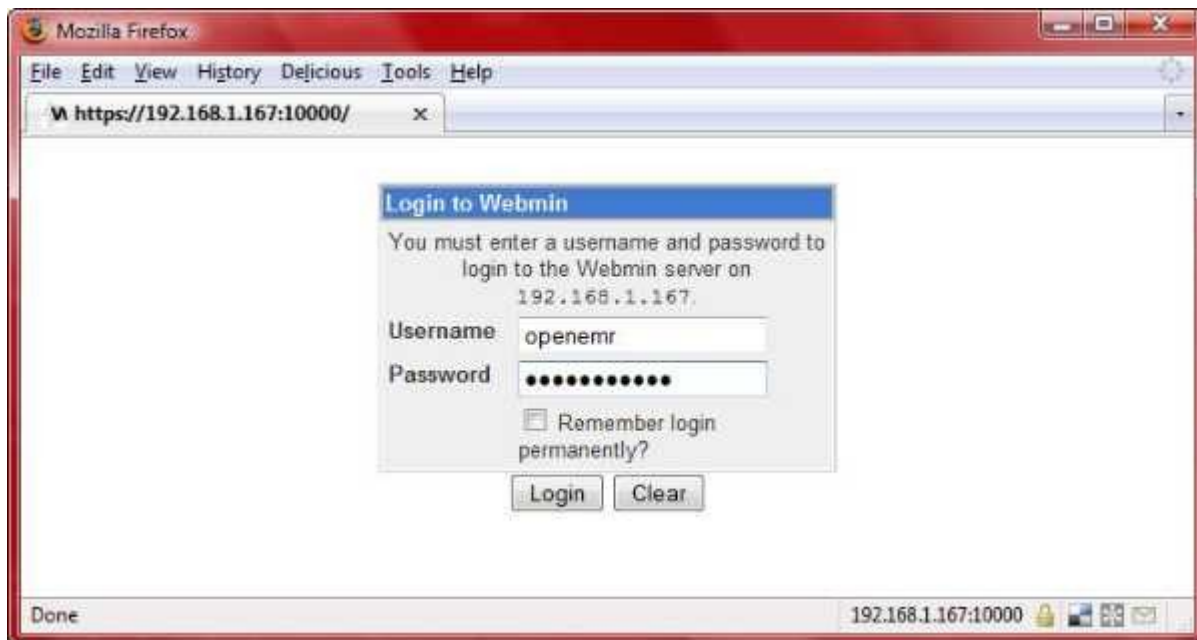 Mozilla Firefox
File Edit View History Delicious Tools Help
https://192.168.1.167:10000/
Login to Webmin
You must enter a username and password to
login to the Webmin server on
192.168.1.167.
Username openemr
Password •••••••••••
Remember login
permanently?
Login Clear
Done 192.168.1.167:10000